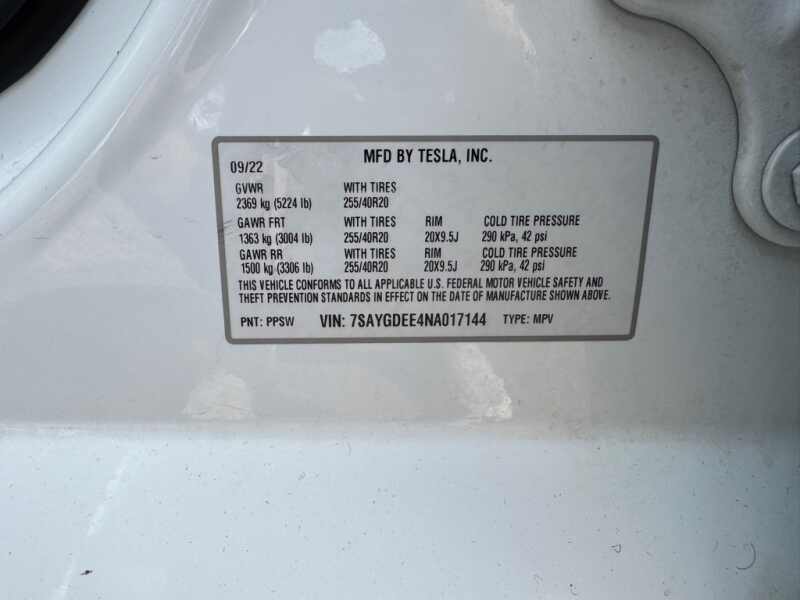 MFD BY TESLA, INC.
09/22
GVWR WITH TIRES
2369 kg (5224 lb) 255/40R20
GAWR FRT WITH TIRES RIM COLD TIRE PRESSURE
1363 kg (3004 lb) 255/40R20 20X9.5J 290 kPa, 42 psi
GAWR RR WITH TIRES RIM COLD TIRE PRESSURE
1500 kg (3306 lb) 255/40R20 20X9.5J 290 kPa, 42 psi
THIS VEHICLE CONFORMS TO ALL APPLICABLE U.S. FEDERAL MOTOR VEHICLE SAFETY AND
THEFT PREVENTION STANDARDS IN EFFECT ON THE DATE OF MANUFACTURE SHOWN ABOVE.
PNT: PPSW VIN: 7SAYGDEE4NA017144 TYPE: MPV